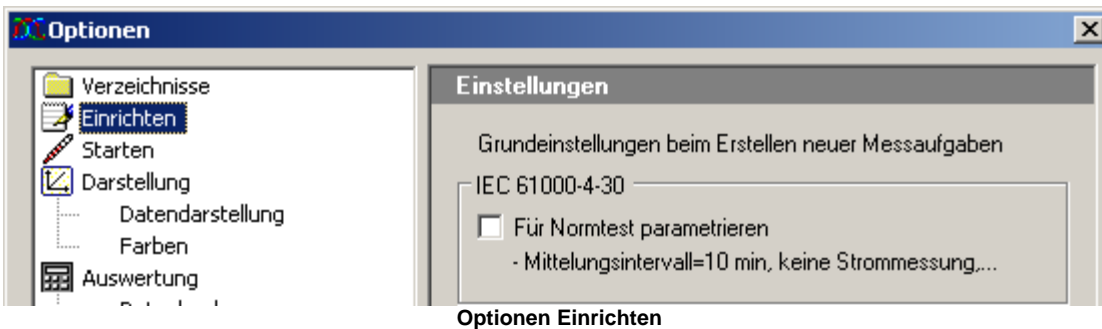 Optionen
Verzeichnisse
Einrichten
Starten
Darstellung
Datendarstellung
Farben
Auswertung
Einstellungen
Grundeinstellungen beim Erstellen neuer Messaufgaben
IEC 61000-4-30
Für Normtest parametrieren
- Mittelungsintervall=10 min, keine Strommessung,...
Optionen Einrichten